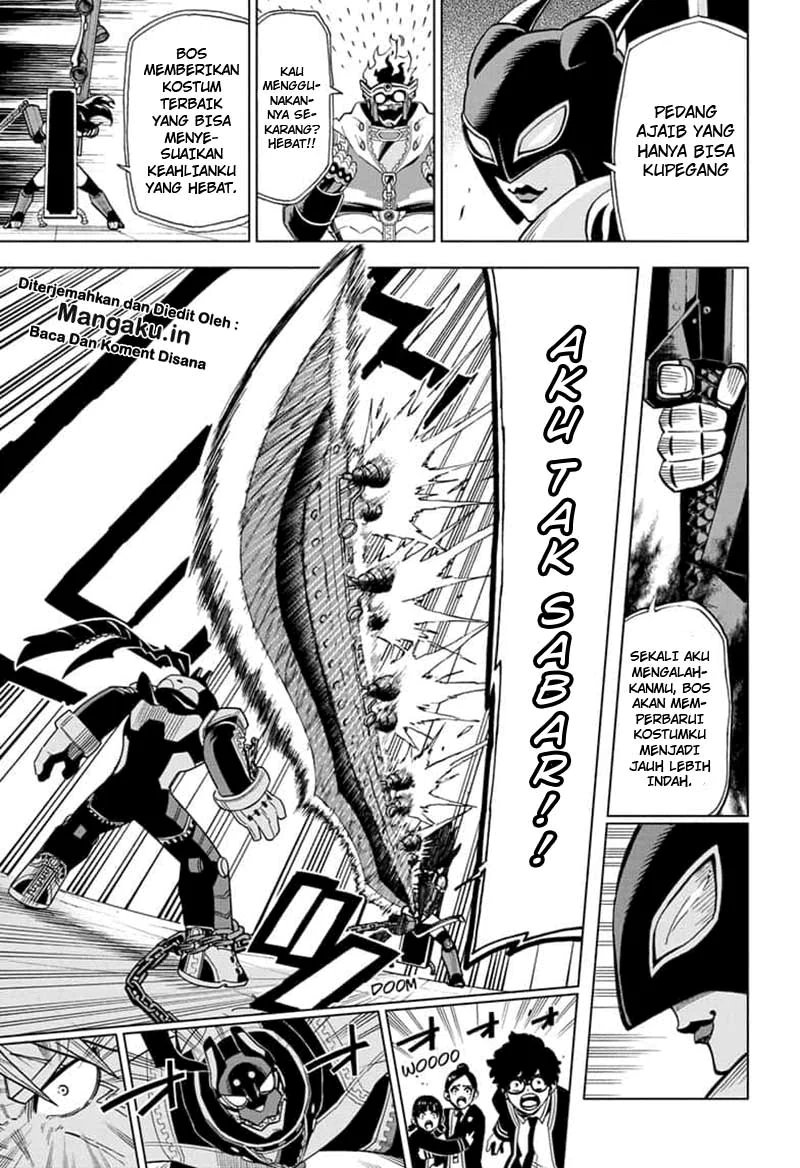 PEDANG
AJAIB YANG
HANYA BISA
KUPEGANG
KAU
MENGGU-
NAKAN-
NYA SE-
KARANG?
HEBAT!!
BOS
MEMBERIKAN
KOSTUM
TERBAIK
YANG BISA
MENYE-
SUAIKAN
KEAHLIANKU
YANG HEBAT.
SEKALI AKU
MENGALAH-
KANMU, BOS
AKAN MEM-
PERBARUI
KOSTUMKU
MENJADI
JAUH LEBIH
INDAH.
AKU TAK SABAR!!
Diterjemahkan dan Diedit Oleh :
Mangaku.in
Baca Dan Koment Disana
DOOM
WOOOO